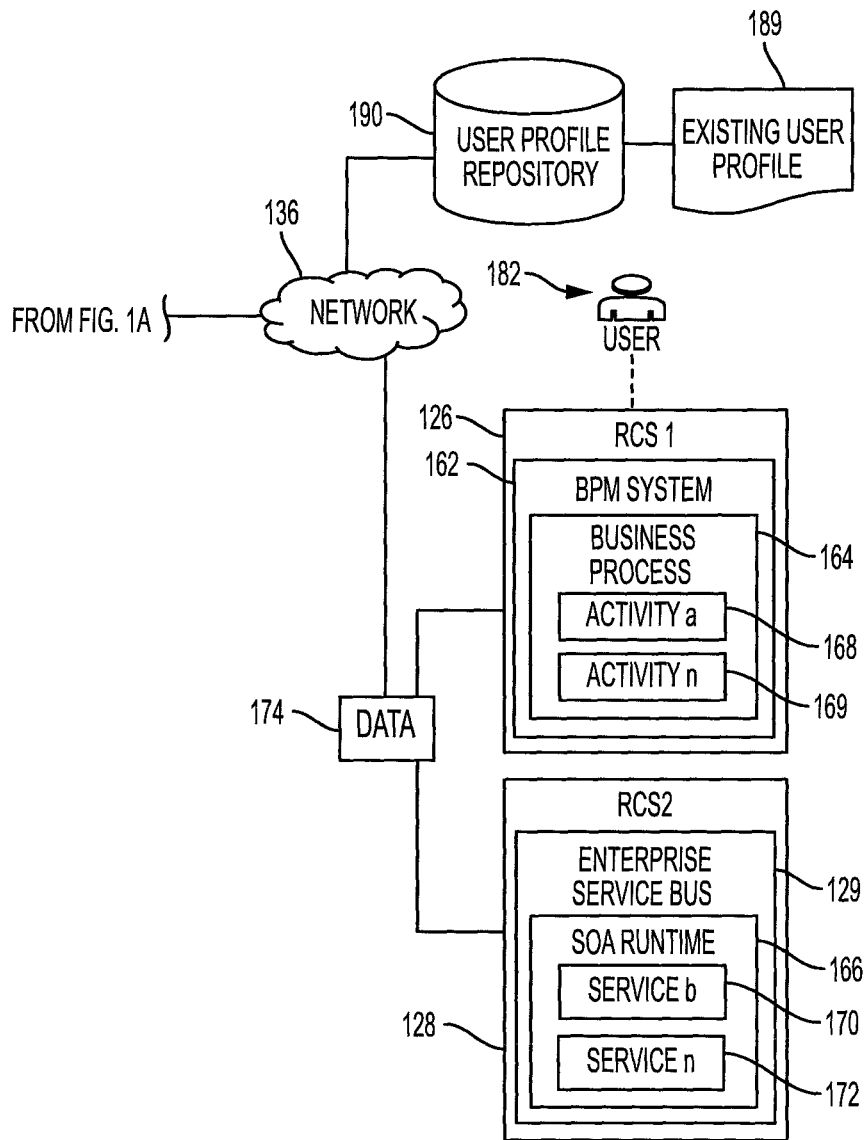 189
190
USER PROFILE
REPOSITORY
EXISTING USER
PROFILE
136
182
FROM FIG. 1A
NETWORK
USER
126
RCS 1
162
BPM SYSTEM
BUSINESS
PROCESS
164
ACTIVITY a
168
ACTIVITY n
169
174
DATA
RCS2
ENTERPRISE
SERVICE BUS
129
SOA RUNTIME
166
SERVICE b
170
128
SERVICE n
172